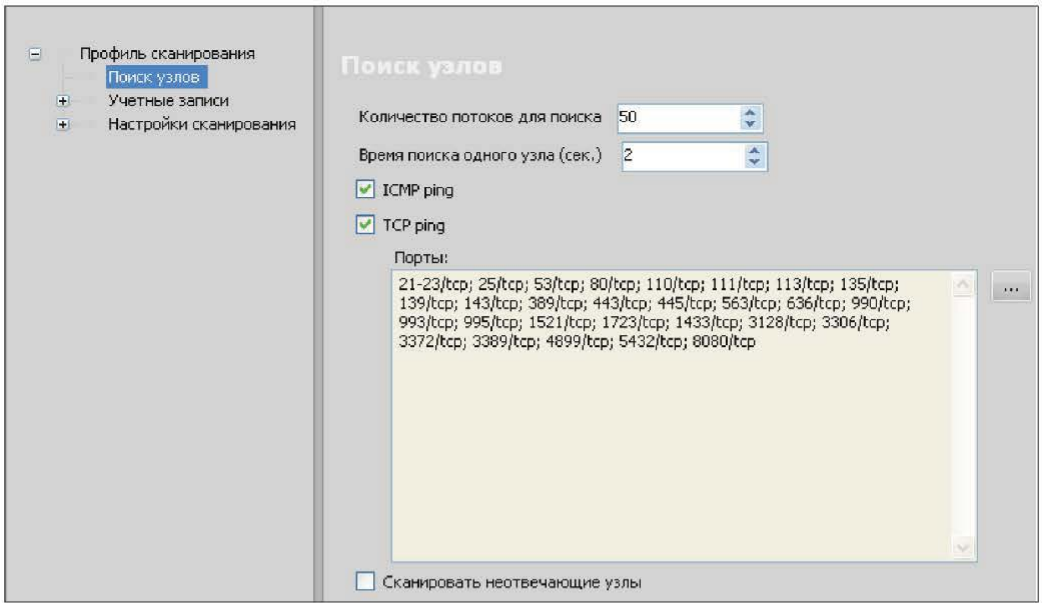 Профиль сканирования
Поиск узлов
Учетные записи
Настройки сканирования
Поиск узлов
Количество потоков для поиска 50
Время поиска одного узла (сек.) 2
ICMP ping
TCP ping
Порты:
21-23/tcp; 25/tcp; 53/tcp; 80/tcp; 110/tcp; 111/tcp; 113/tcp; 135/tcp;
139/tcp; 143/tcp; 389/tcp; 443/tcp; 445/tcp; 563/tcp; 636/tcp; 990/tcp;
993/tcp; 995/tcp; 1521/tcp; 1723/tcp; 1433/tcp; 3128/tcp; 3306/tcp;
3372/tcp; 3389/tcp; 4899/tcp; 5432/tcp; 8080/tcp
...
Сканировать неотвечающие узлы